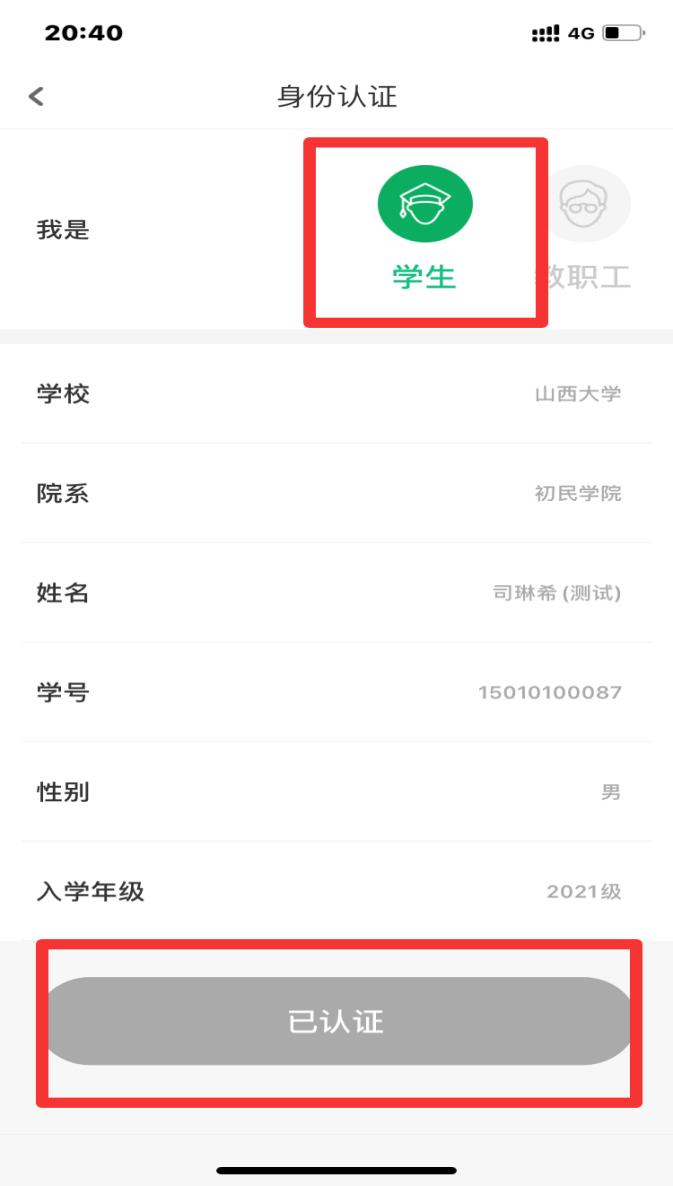 20:40
4G
身份认证
我是
学生
教职工
学校
山西大学
院系
初民学院
姓名
司琳希(测试)
学号
15010100087
性别
男
入学年级
2021级
已认证